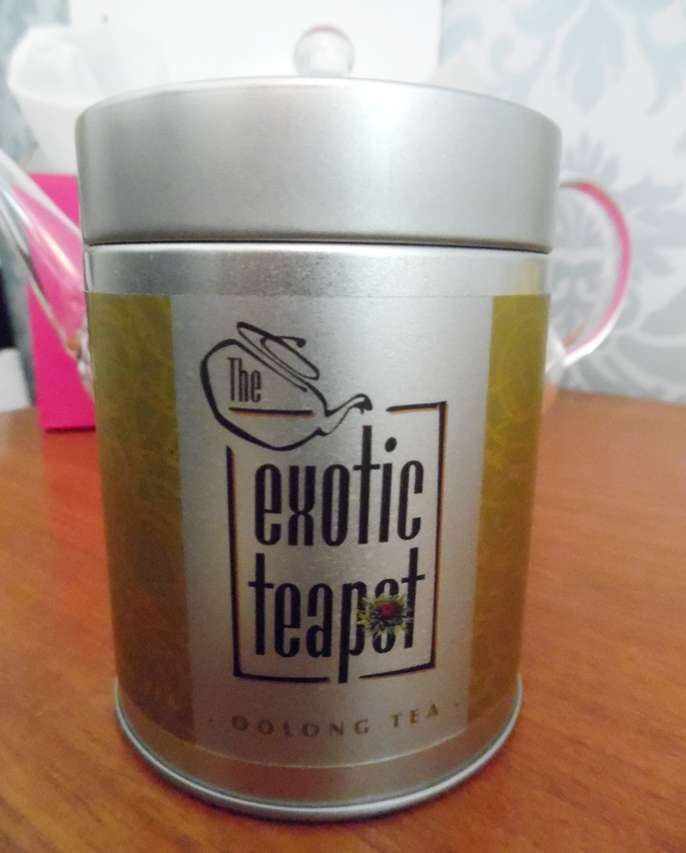 The
exotic
teapot
· OOLONG TEA ·